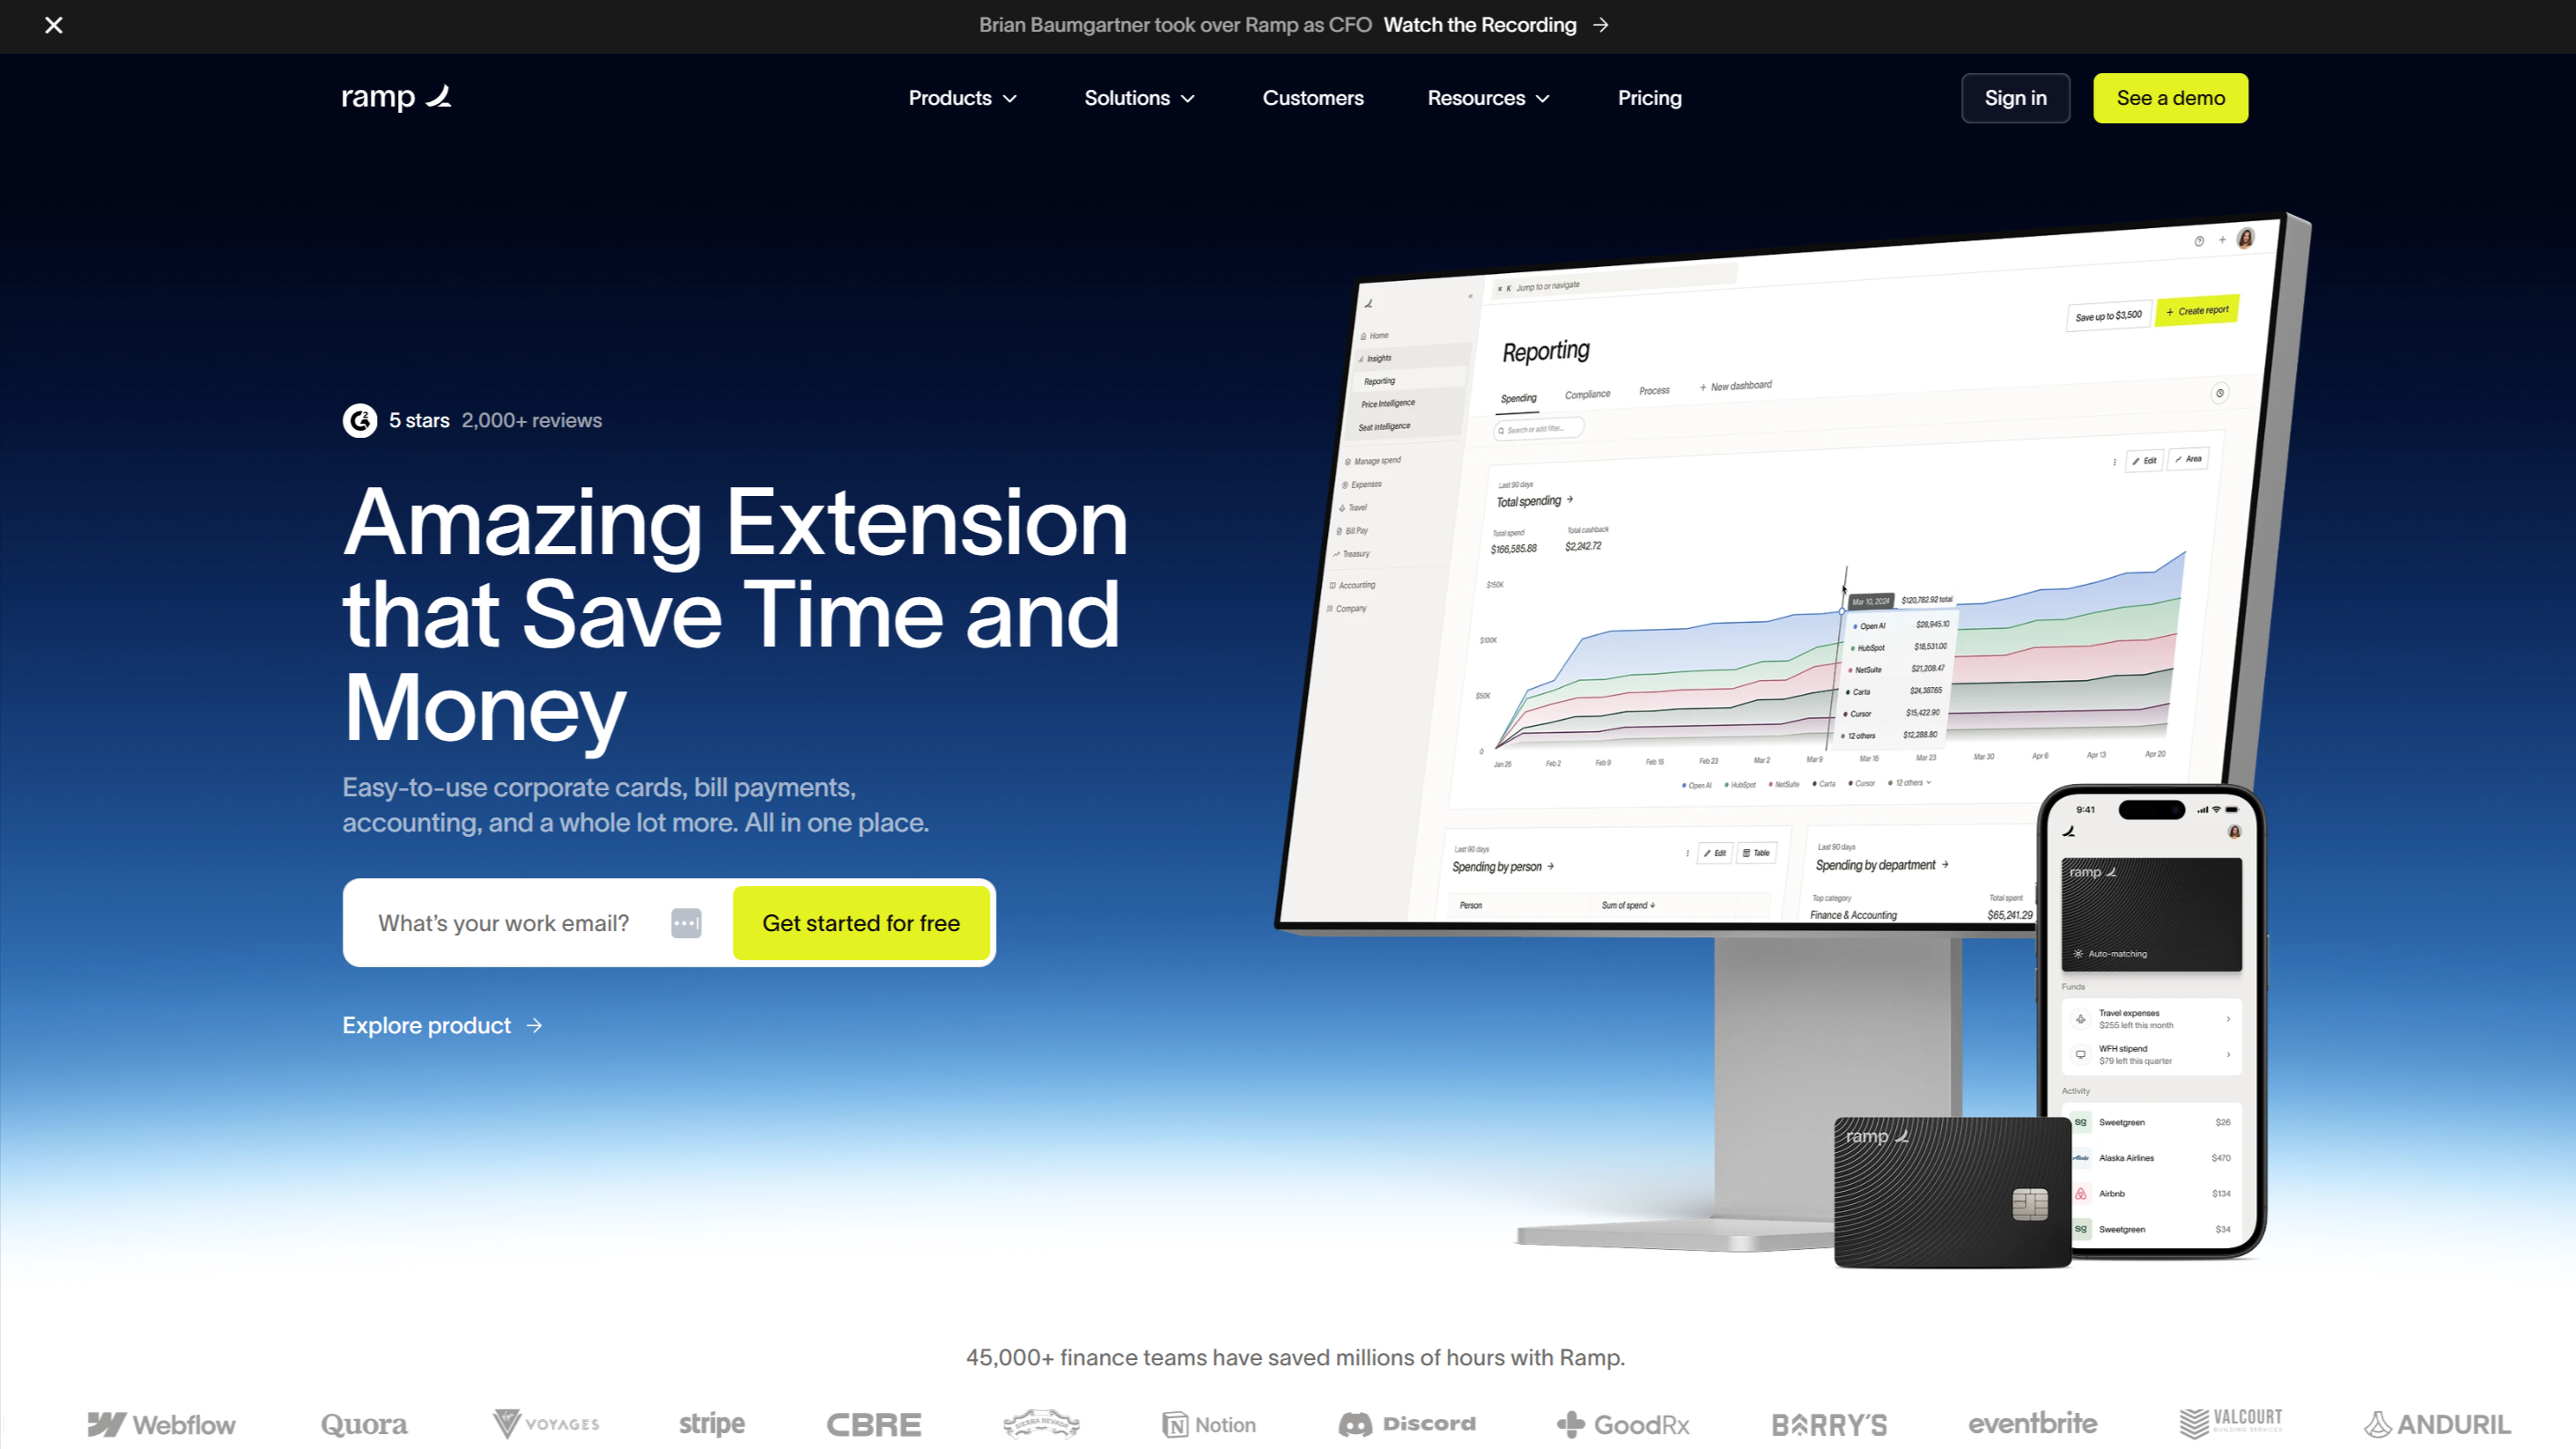 Brian Baumgartner took over Ramp as CFO Watch the Recording
ramp
Products
Solutions
Customers
Resources
Pricing
Sign in
See a demo
5 stars 2,000+ reviews
Amazing Extension
that Save Time and
Money
Easy-to-use corporate cards, bill payments,
accounting, and a whole lot more. All in one place.
What's your work email?
Get started for free
Explore product
K Jump to or navigate
Home
Insights
Reporting
Price Intelligence
Seat intelligence
Manage spend
Expenses
Travel
Bill Pay
Treasury
Accounting
Company
Reporting
Save up to $3,500
+ Create report
Spending
Compliance
Process
+ New dashboard
Search or add filter...
Last 90 days
Total spending
Edit
Area
Total spend
Total cashback
$166,585.88
$2,242.72
$150K
$100K
$50K
0
Mar 10, 2024 $120,782.92 total
Open AI $28,945.10
HubSpot $18,531.00
NetSuite $21,208.47
Carta $24,387.65
Cursor $15,422.90
12 others $12,288.80
Jan 26 Feb 2 Feb 9 Feb 16 Feb 23 Mar 2 Mar 9 Mar 16 Mar 23 Mar 30 Apr 6 Apr 13 Apr 20
Open AI HubSpot NetSuite Carta Cursor 12 others
Last 90 days
Spending by person
Edit
Table
Person
Sum of spend
Last 90 days
Spending by department
Top category
Total spent
Finance & Accounting
$65,241.29
9:41
ramp
Auto-matching
Funds
Travel expenses
$255 left this month
WFH stipend
$79 left this quarter
Activity
sg Sweetgreen $26
Alaska Alaska Airlines $470
Airbnb $134
sg Sweetgreen $34
ramp
45,000+ finance teams have saved millions of hours with Ramp.
Webflow
Quora
VOYAGES
stripe
CBRE
SIERRA NEVADA
Notion
Discord
GoodRx
BARRY'S
eventbrite
VALCOURT
BUILDING SERVICES
ANDURIL